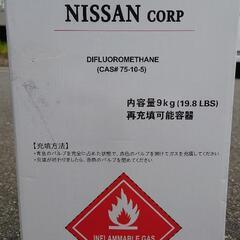 NISSAN CORP
DIFLUOROMETHANE
(CAS# 75-10-5)
内容量9kg(19.8 LBS)
再充填可能容器
【充填方法】
INFLAMMABLE GAS